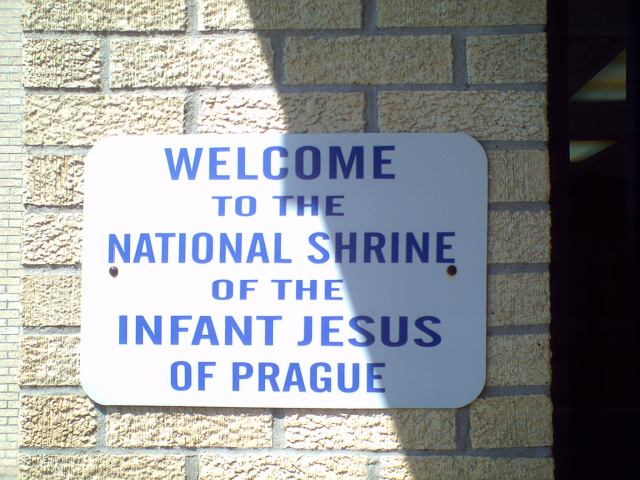 WELCOME
TO THE
NATIONAL SHRINE
OF THE
INFANT JESUS
OF PRAGUE